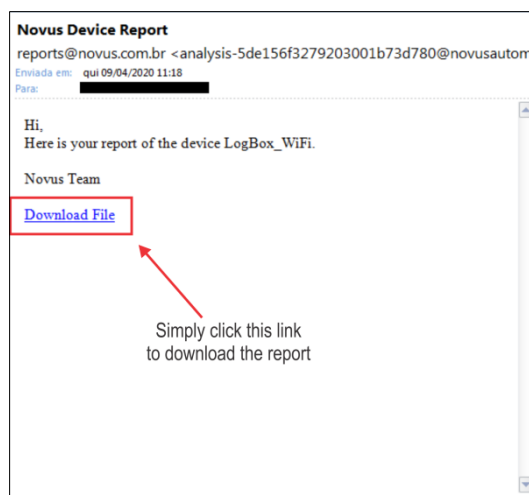 Novus Device Report
reports@novus.com.br <analysis-5de156f3279203001b73d780@novusautom
Enviada em: qui 09/04/2020 11:18
Para:
Hi,
Here is your report of the device LogBox_WiFi.
Novus Team
Download File
Simply click this link
to download the report